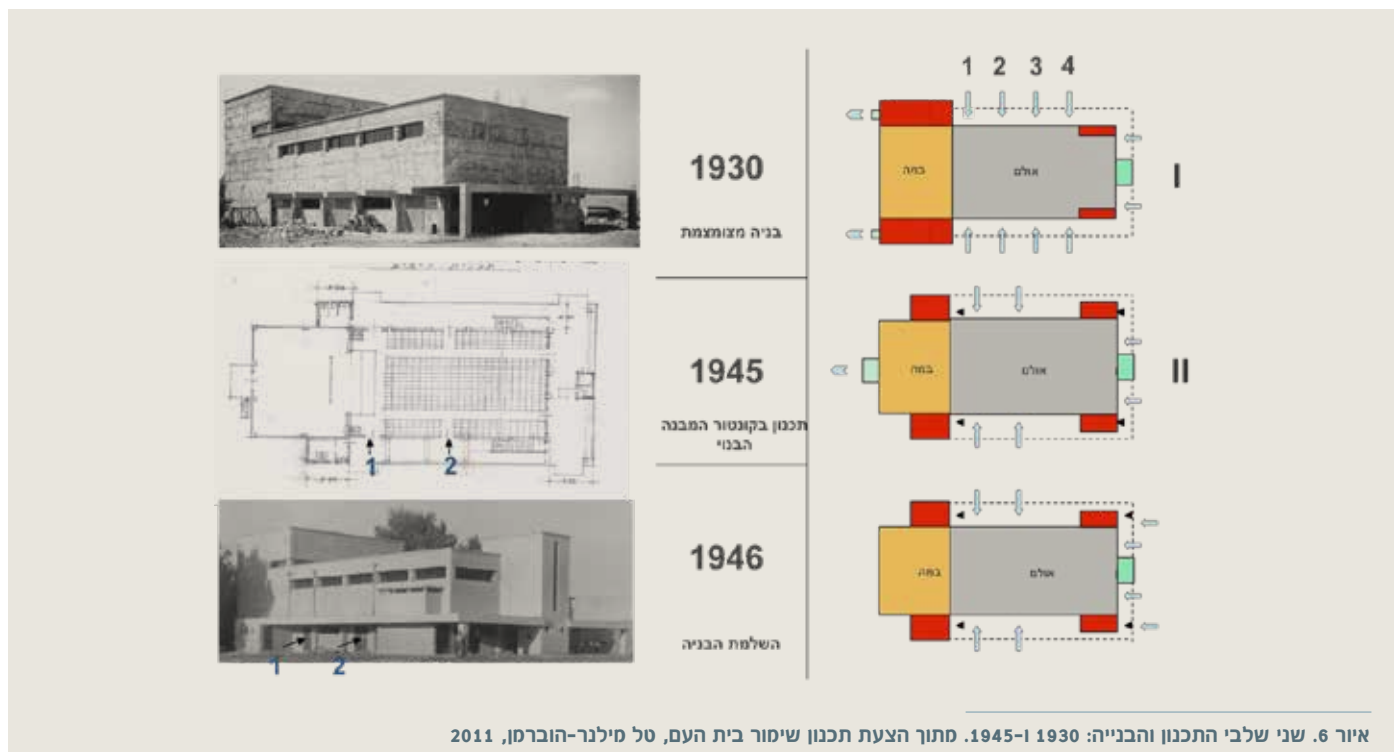 1 2 3 4
1930
בניה מצומצמת
במה
אולם
I
1945
תכנון בקונטור המבנה
הבנוי
1 2
במה
אולם
II
1946
השלמת הבניה
1 2
במה
אולם
איור 6. שני שלבי התכנון והבנייה: 1930 ו-1945. מתוך הצעת תכנון שימור בית העם, טל מילנר-הוברמן, 2011